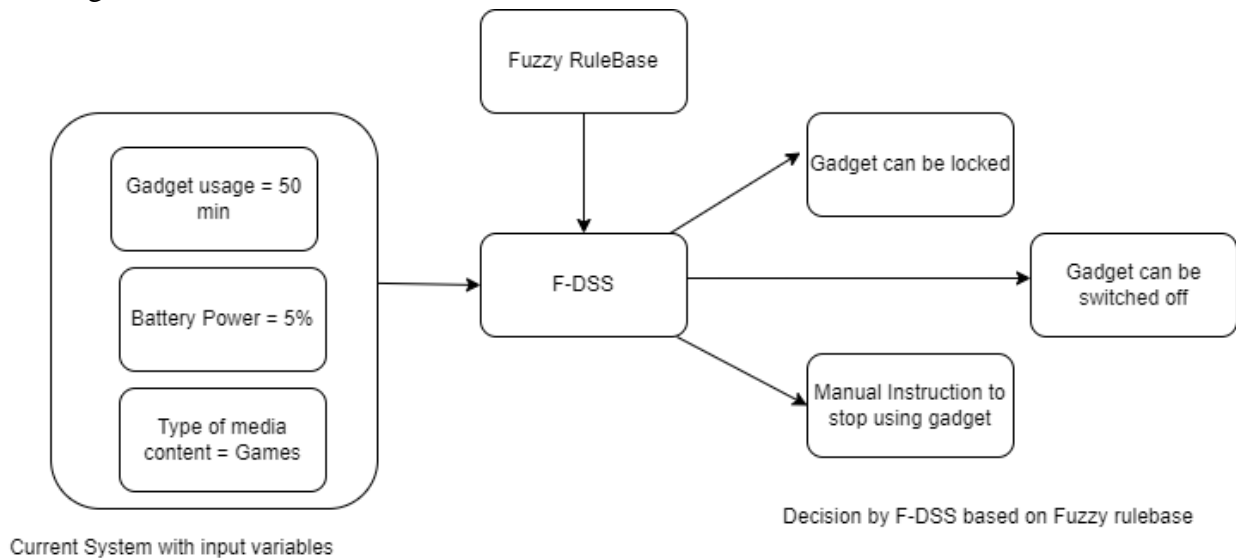 Fuzzy RuleBase
Gadget usage = 50
min
Battery Power = 5%
Type of media
content = Games
F-DSS
Gadget can be locked
Gadget can be
switched off
Manual Instruction to
stop using gadget
Decision by F-DSS based on Fuzzy rulebase
Current System with input variables